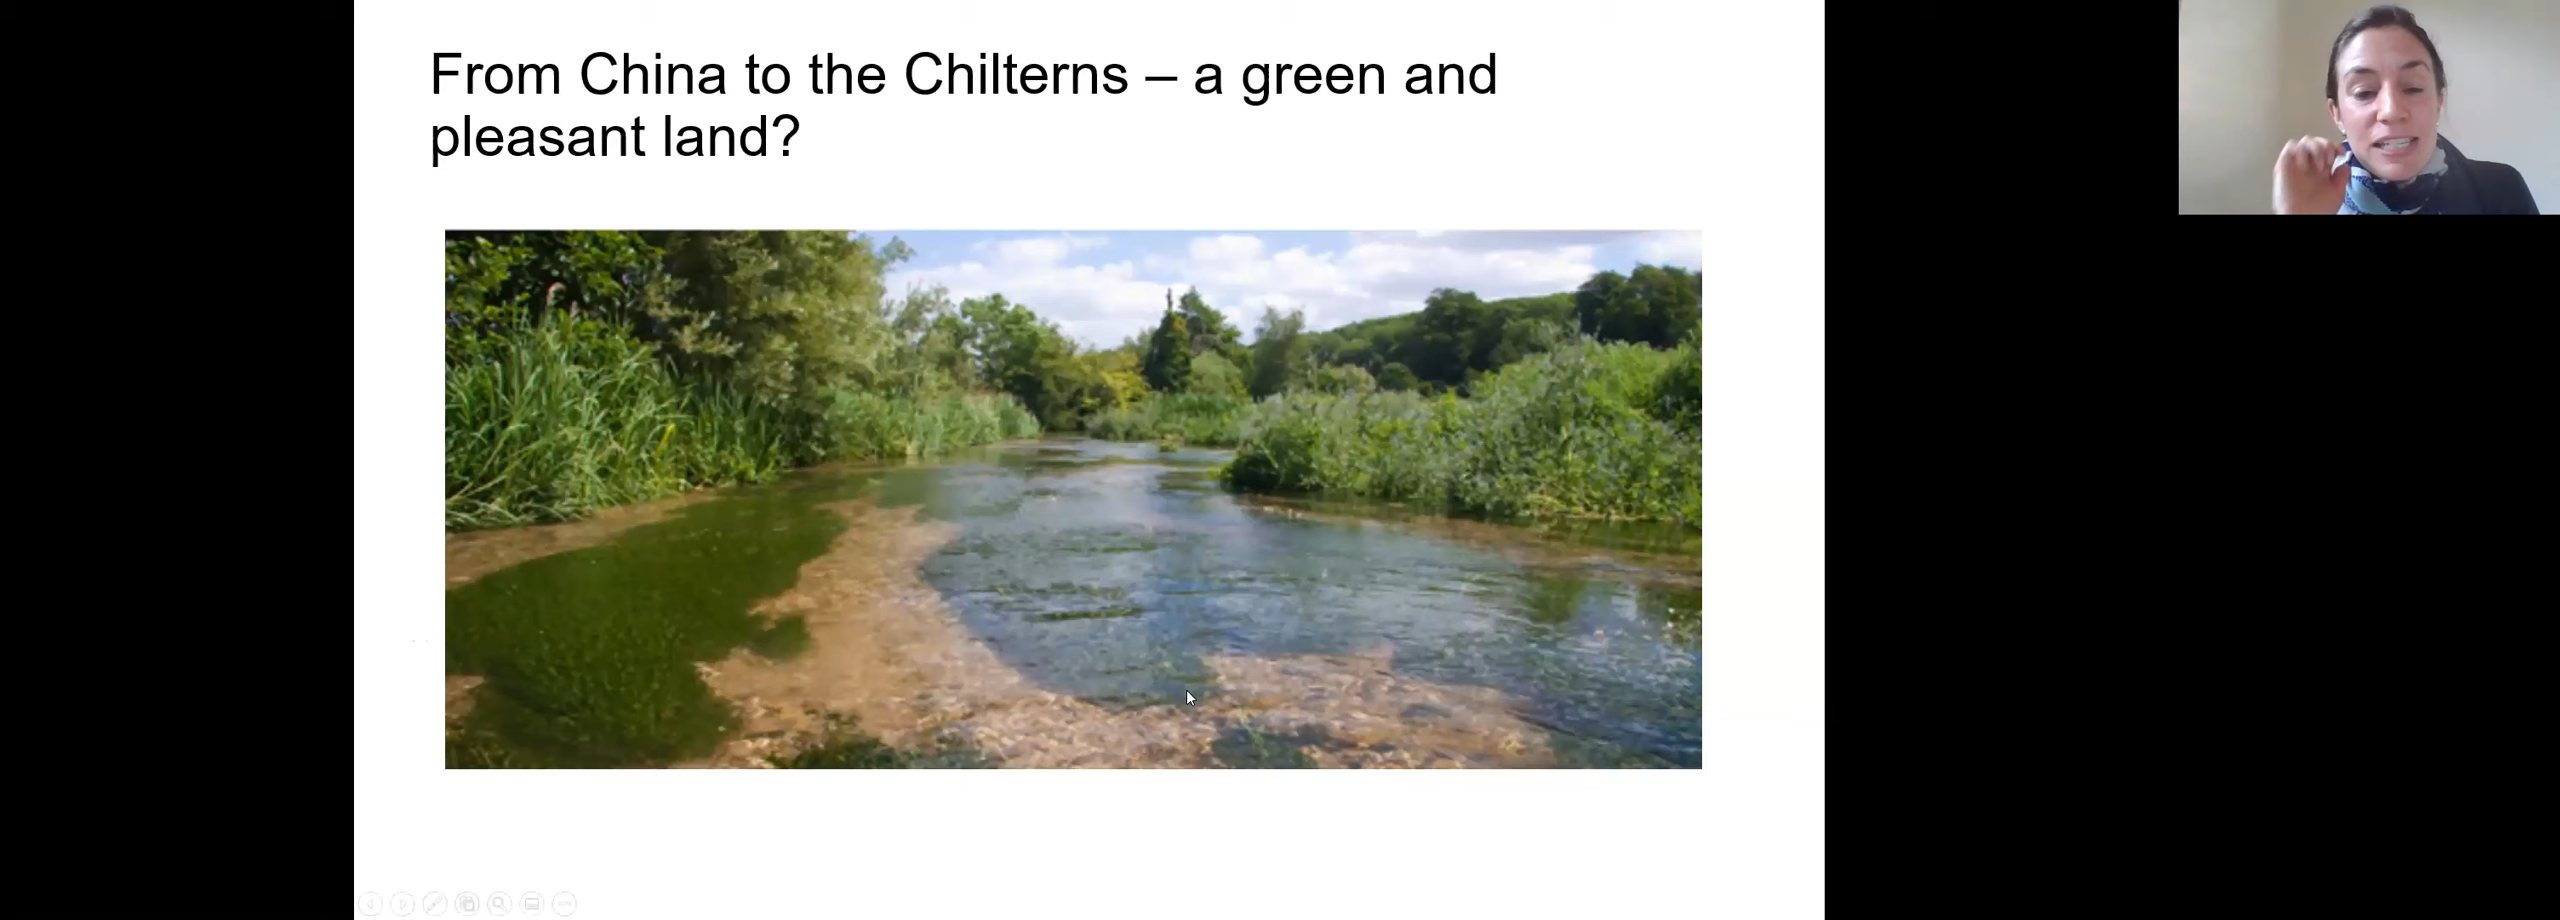 From China to the Chilterns – a green and
pleasant land?